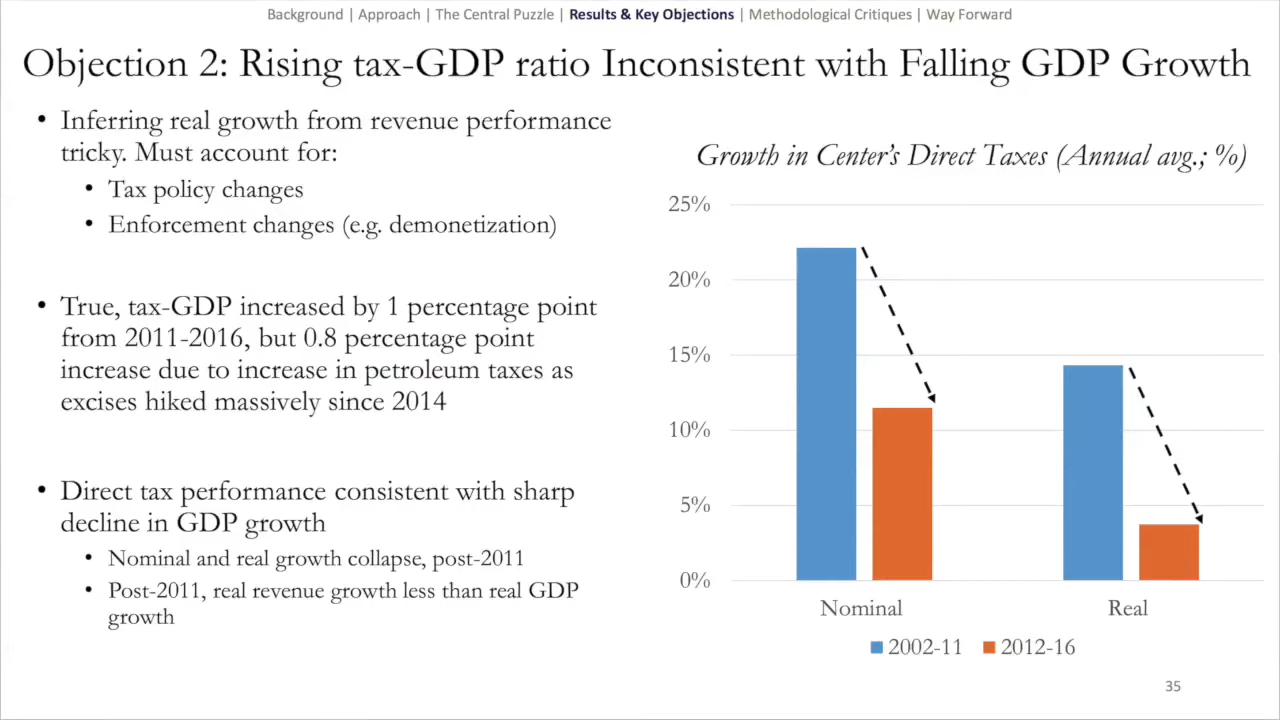 Background | Approach | The Central Puzzle | Results & Key Objections | Methodological Critiques | Way Forward
Objection 2: Rising tax-GDP ratio Inconsistent with Falling GDP Growth
• Inferring real growth from revenue performance
tricky. Must account for:
• Tax policy changes
• Enforcement changes (e.g. demonetization)
• True, tax-GDP increased by 1 percentage point
from 2011-2016, but 0.8 percentage point
increase due to increase in petroleum taxes as
excises hiked massively since 2014
• Direct tax performance consistent with sharp
decline in GDP growth
• Nominal and real growth collapse, post-2011
• Post-2011, real revenue growth less than real GDP
growth
Growth in Center's Direct Taxes (Annual avg.; %)
25%
20%
15%
10%
5%
0%
Nominal
Real
2002-11
2012-16
35